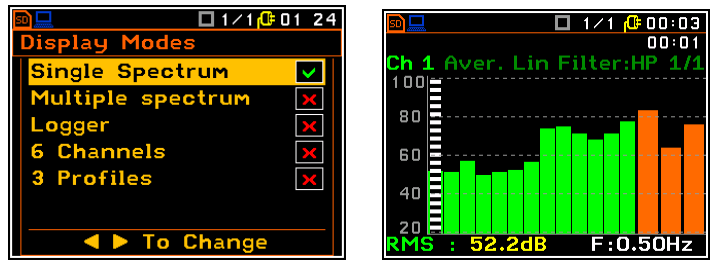 SD 1/1 01 24
Display Modes
Single Spectrum
Multiple spectrum
Logger
6 Channels
3 Profiles
To Change
SD 1/1 00:03
00:01
Ch 1 Aver. Lin Filter:HP 1/1
100
80
60
40
20
RMS : 52.2dB F:0.50Hz